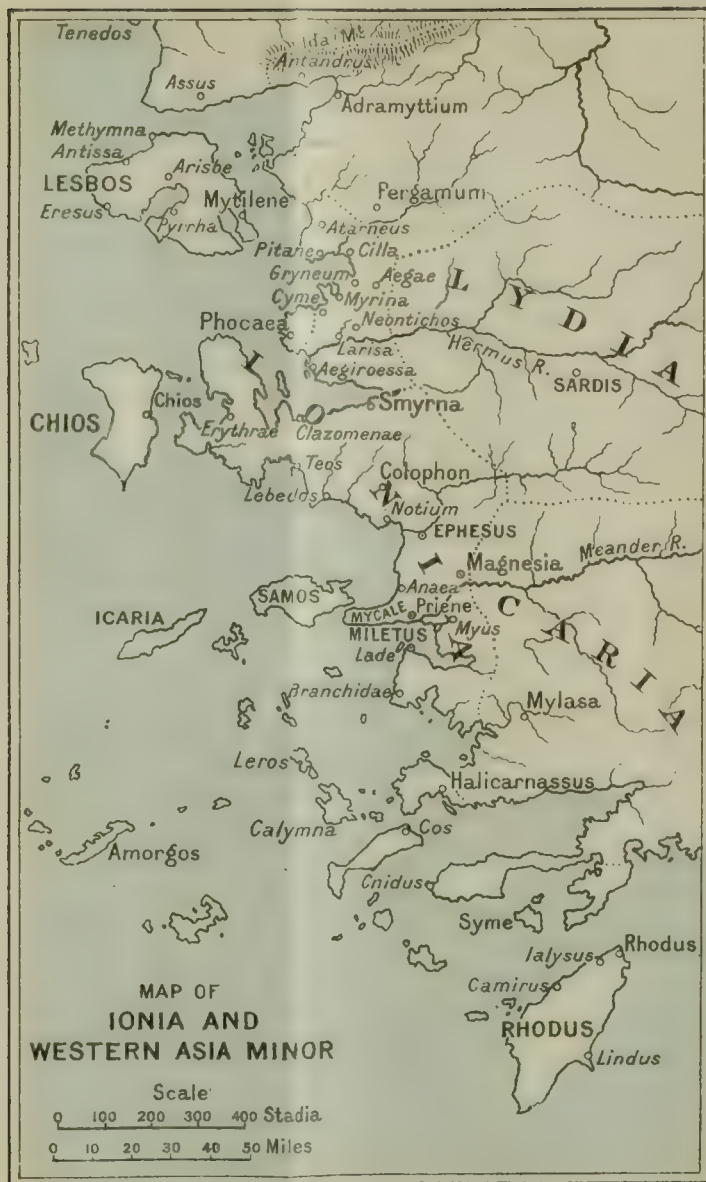 Tenedos
Ida Mt.
Antandrus
Assus
Adramyttium
Methymna
Antissa
Arisbe
LESBOS
Mytilene
Pergamum
Eresus
Pyrrha
Atarneus
Pitane
Cilla
Gryneum
Aegae
LYDIA
Cyme
Myrina
Phocaea
Neontichos
Larisa
Hermus R.
Aegiroessa
SARDIS
IONIA
CHIOS
Chios
Smyrna
Erythrae
Clazomenae
Teos
Colophon
Lebedos
Notium
EPHESUS
Meander R.
Magnesia
Anaea
SAMOS
ICARIA
MYCALE
Priene
CARIA
MILETUS
Myus
Lade
Branchidae
Mylasa
Leros
Halicarnassus
Calymna
Cos
Amorgos
Cnidus
Syme
Rhodus
Ialysus
Camirus
RHODUS
Lindus
MAP OF
IONIA AND
WESTERN ASIA MINOR
Scale
0 100 200 300 400 Stadia
0 10 20 30 40 50 Miles